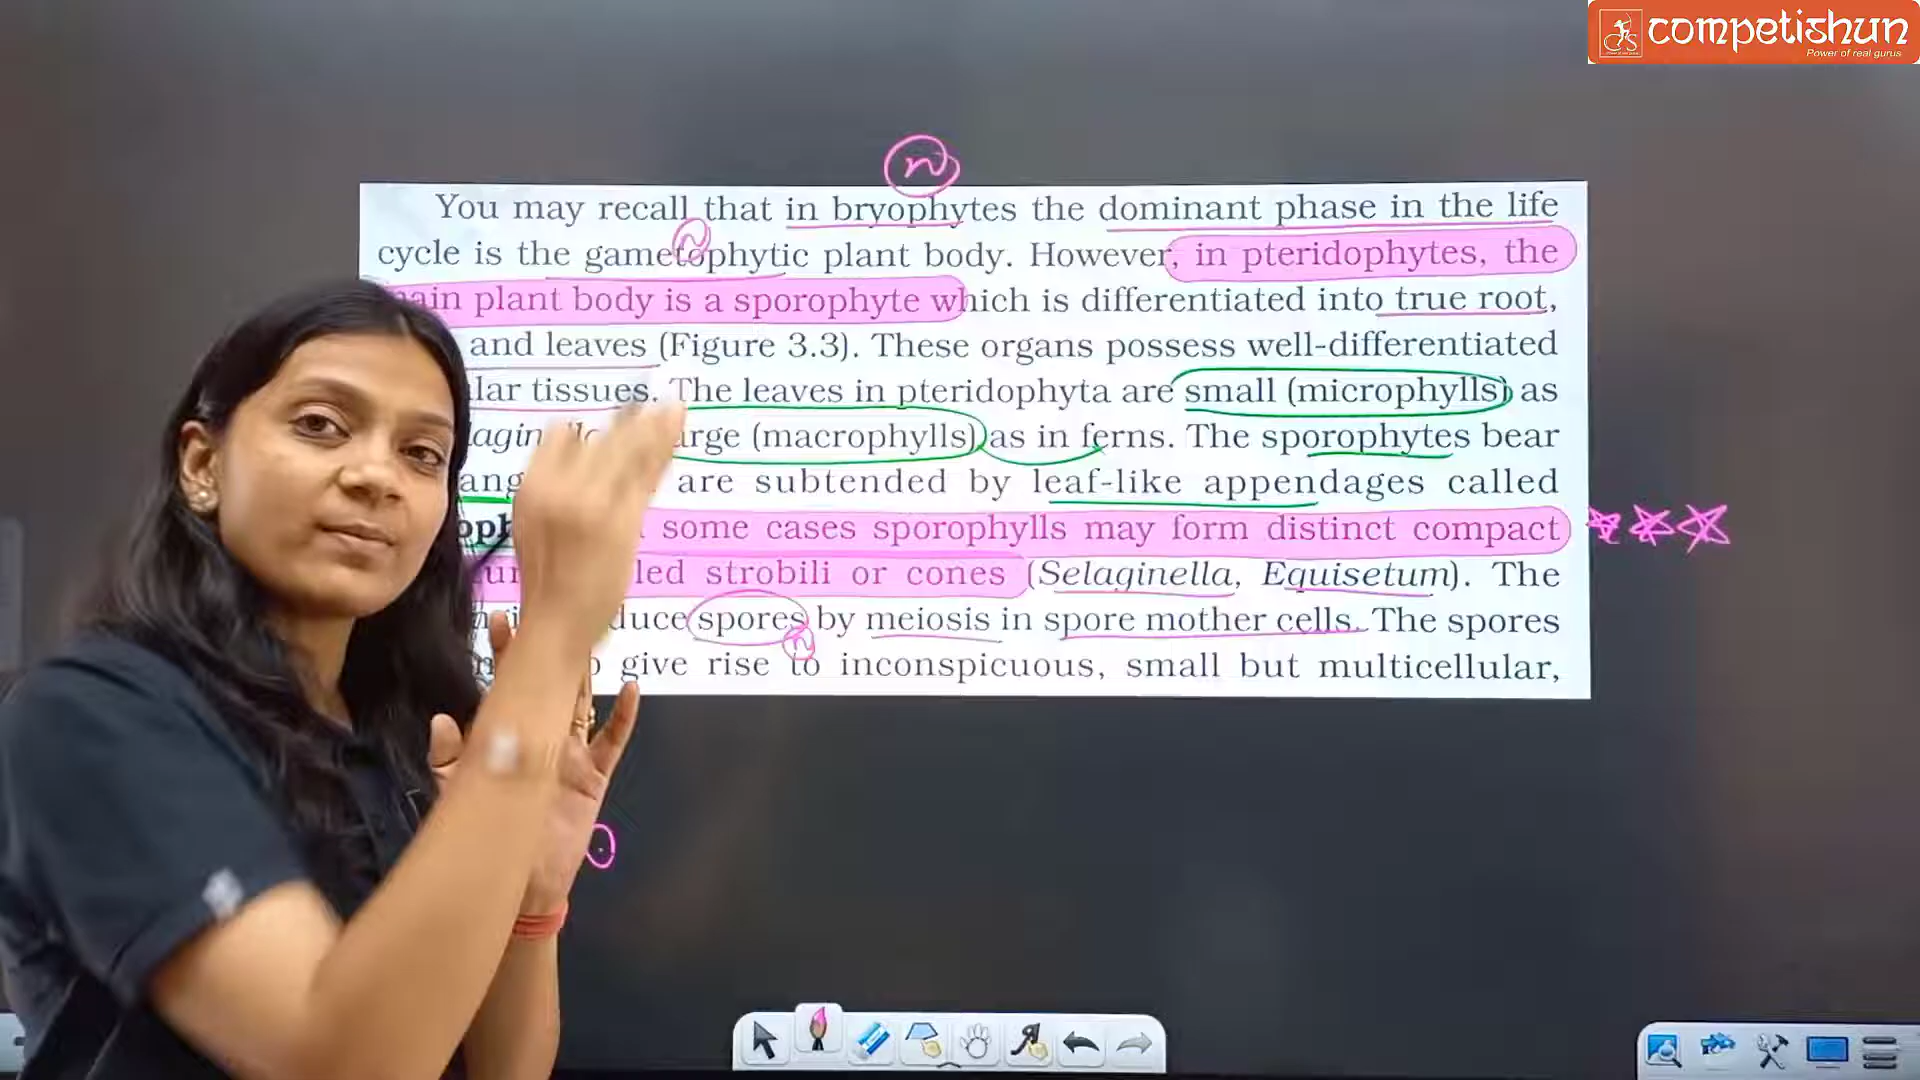 competishun
Power of real gurus
n
You may recall that in bryophytes the dominant phase in the life
n
cycle is the gametophytic plant body. However, in pteridophytes, the
main plant body is a sporophyte which is differentiated into true root,
and leaves (Figure 3.3). These organs possess well-differentiated
tissues. The leaves in pteridophyta are small (microphylls) as
(macrophylls) as in ferns. The sporophytes bear
are subtended by leaf-like appendages called
some cases sporophylls may form distinct compact
strobili or cones (Selaginella, Equisetum). The
spores by meiosis in spore mother cells. The spores
n
give rise to inconspicuous, small but multicellular,